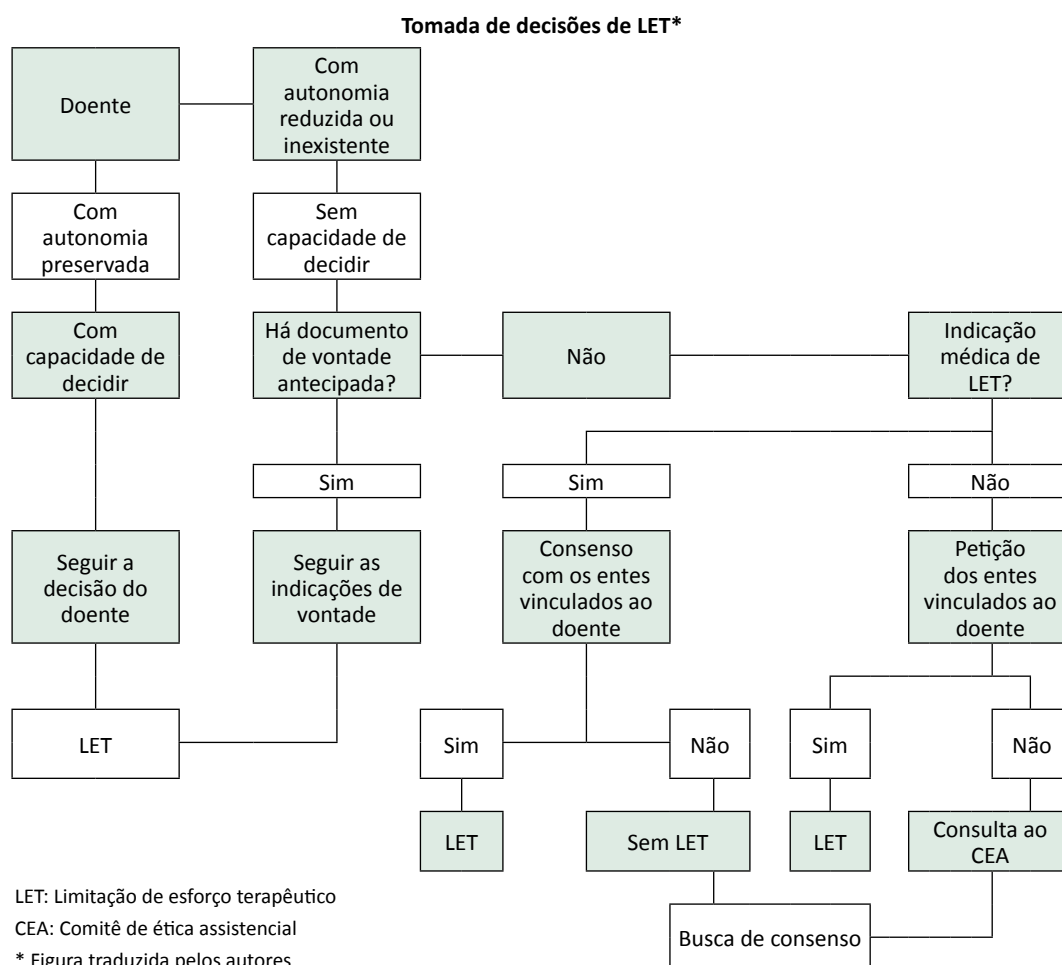 Tomada de decisões de LET*
Doente
Com
autonomia
reduzida ou
inexistente
Com
autonomia
preservada
Sem
capacidade de
decidir
Com
capacidade de
decidir
Há documento
de vontade
antecipada?
Não
Indicação
médica de
LET?
Sim
Sim
Não
Seguir a
decisão do
doente
Seguir as
indicações de
vontade
Consenso
com os entes
vinculados ao
doente
Petição
dos entes
vinculados ao
doente
LET
Sim
Não
Sim
Não
LET
Sem LET
LET
Consulta ao
CEA
Busca de consenso
LET: Limitação de esforço terapêutico
CEA: Comitê de ética assistencial
* Figura traduzida pelos autores